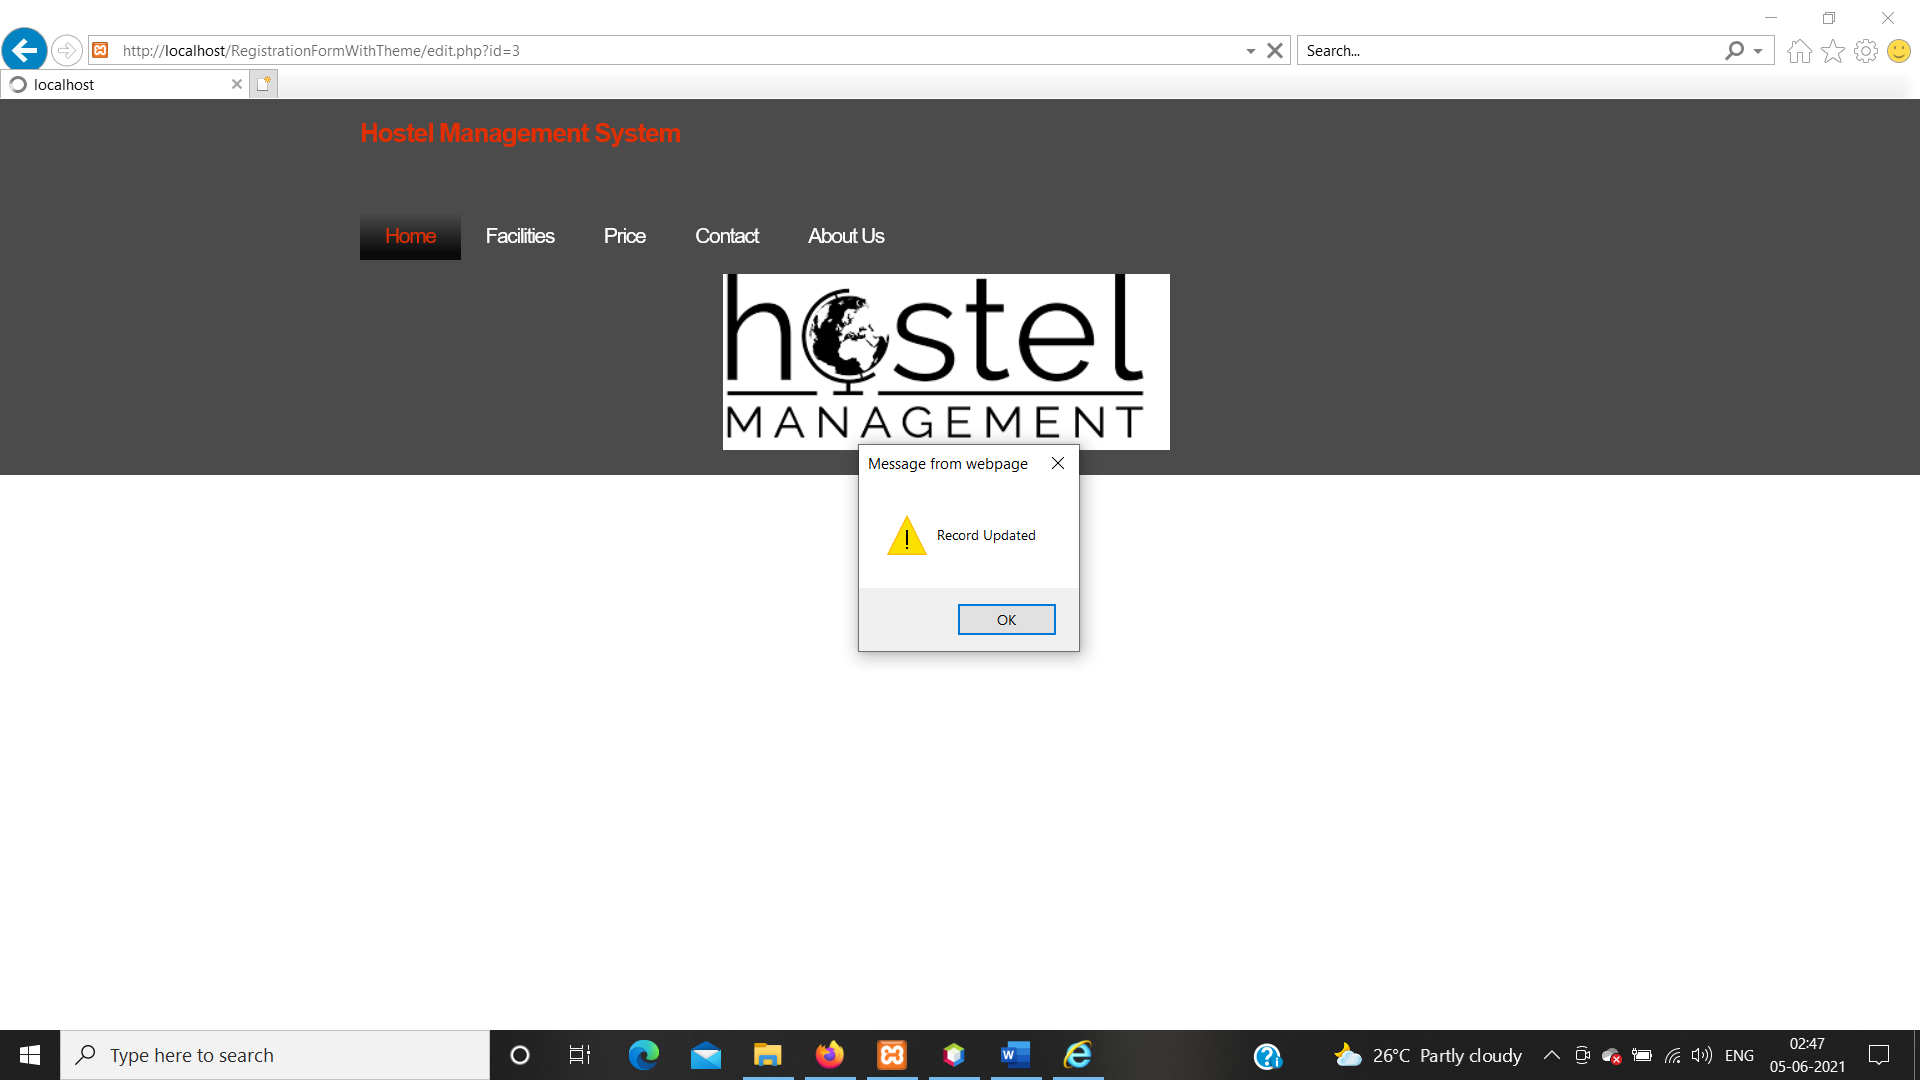 http://localhost/RegistrationFormWithTheme/edit.php?id=3
Search...
localhost
Hostel Management System
Home
Facilities
Price
Contact
About Us
hostel
MANAGEMENT
Message from webpage
Record Updated
OK
Type here to search
26°C Partly cloudy
ENG
02:47
05-06-2021